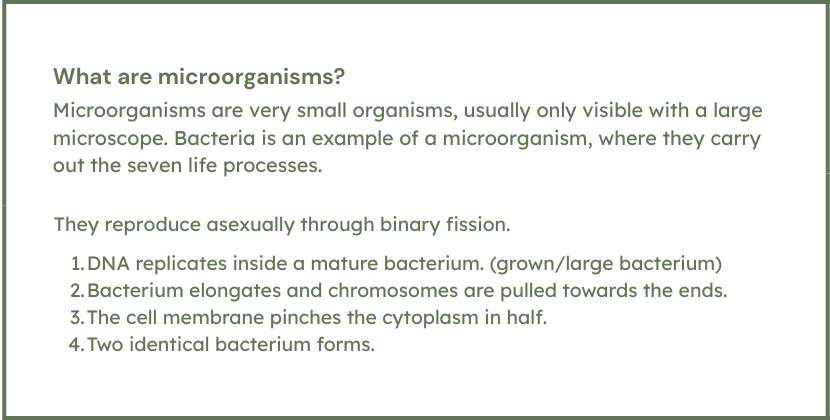 What are microorganisms?
Microorganisms are very small organisms, usually only visible with a large
microscope. Bacteria is an example of a microorganism, where they carry
out the seven life processes.
They reproduce asexually through binary fission.
1. DNA replicates inside a mature bacterium. (grown/large bacterium)
2. Bacterium elongates and chromosomes are pulled towards the ends.
3. The cell membrane pinches the cytoplasm in half.
4. Two identical bacterium forms.